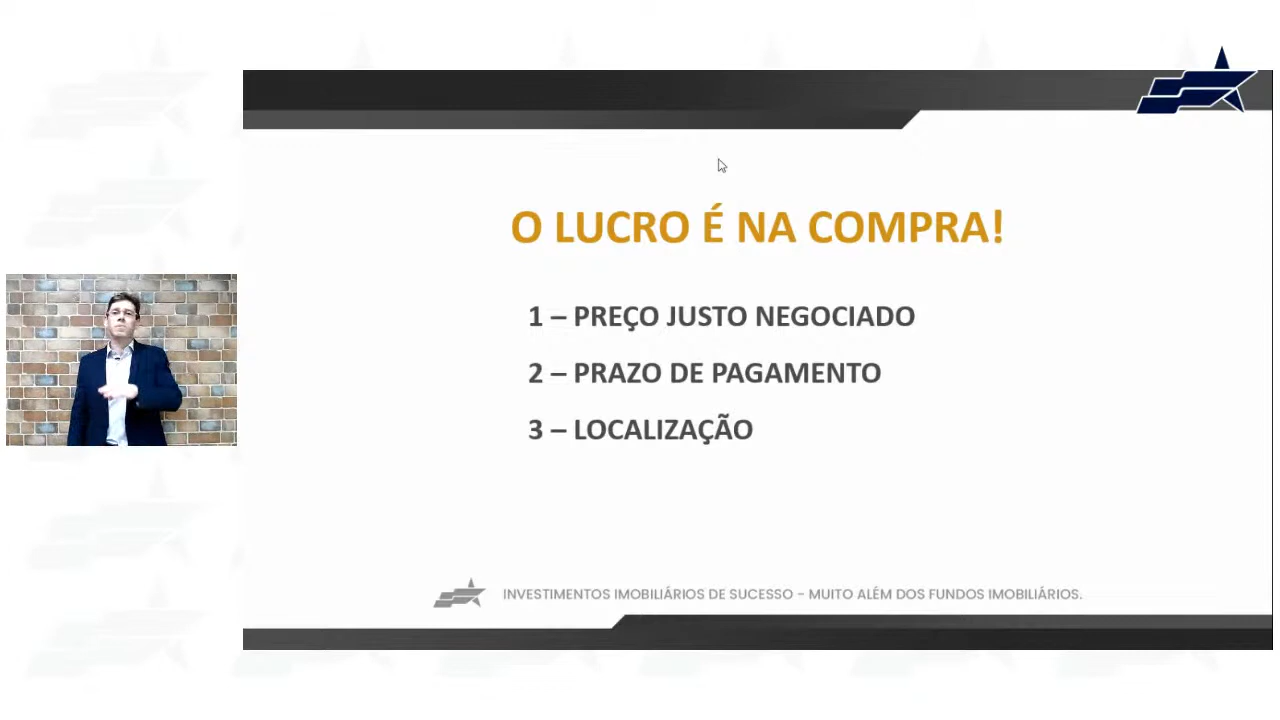 O LUCRO É NA COMPRA!
1 – PREÇO JUSTO NEGOCIADO
2 – PRAZO DE PAGAMENTO
3 – LOCALIZAÇÃO
INVESTIMENTOS IMOBILIÁRIOS DE SUCESSO - MUITO ALÉM DOS FUNDOS IMOBILIÁRIOS.